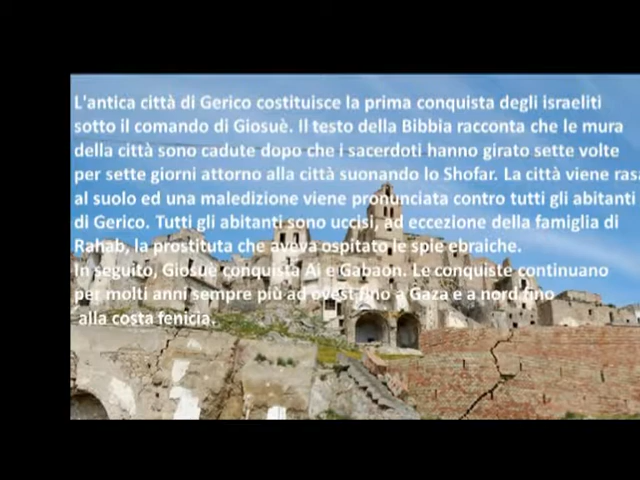 L'antica città di Gerico costituisce la prima conquista degli israeliti
sotto il comando di Giosuè. Il testo della Bibbia racconta che le mura
della città sono cadute dopo che i sacerdoti hanno girato sette volte
per sette giorni attorno alla città suonando lo Shofar. La città viene rasa
al suolo ed una maledizione viene pronunciata contro tutti gli abitanti
di Gerico. Tutti gli abitanti sono uccisi, ad eccezione della famiglia di
Rahab, la prostituta che aveva ospitato le spie ebraiche.
In seguito, Giosuè conquista Ai e Gabaon. Le conquiste continuano
per molti anni sempre più ad ovest fino a Gaza e a nord fino
alla costa fenicia.